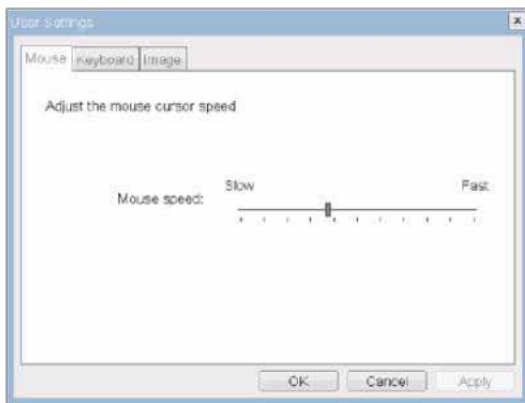 User Settings
Mouse Keyboard Image
Adjust the mouse cursor speed
Slow Fast
Mouse speed:
OK Cancel Apply